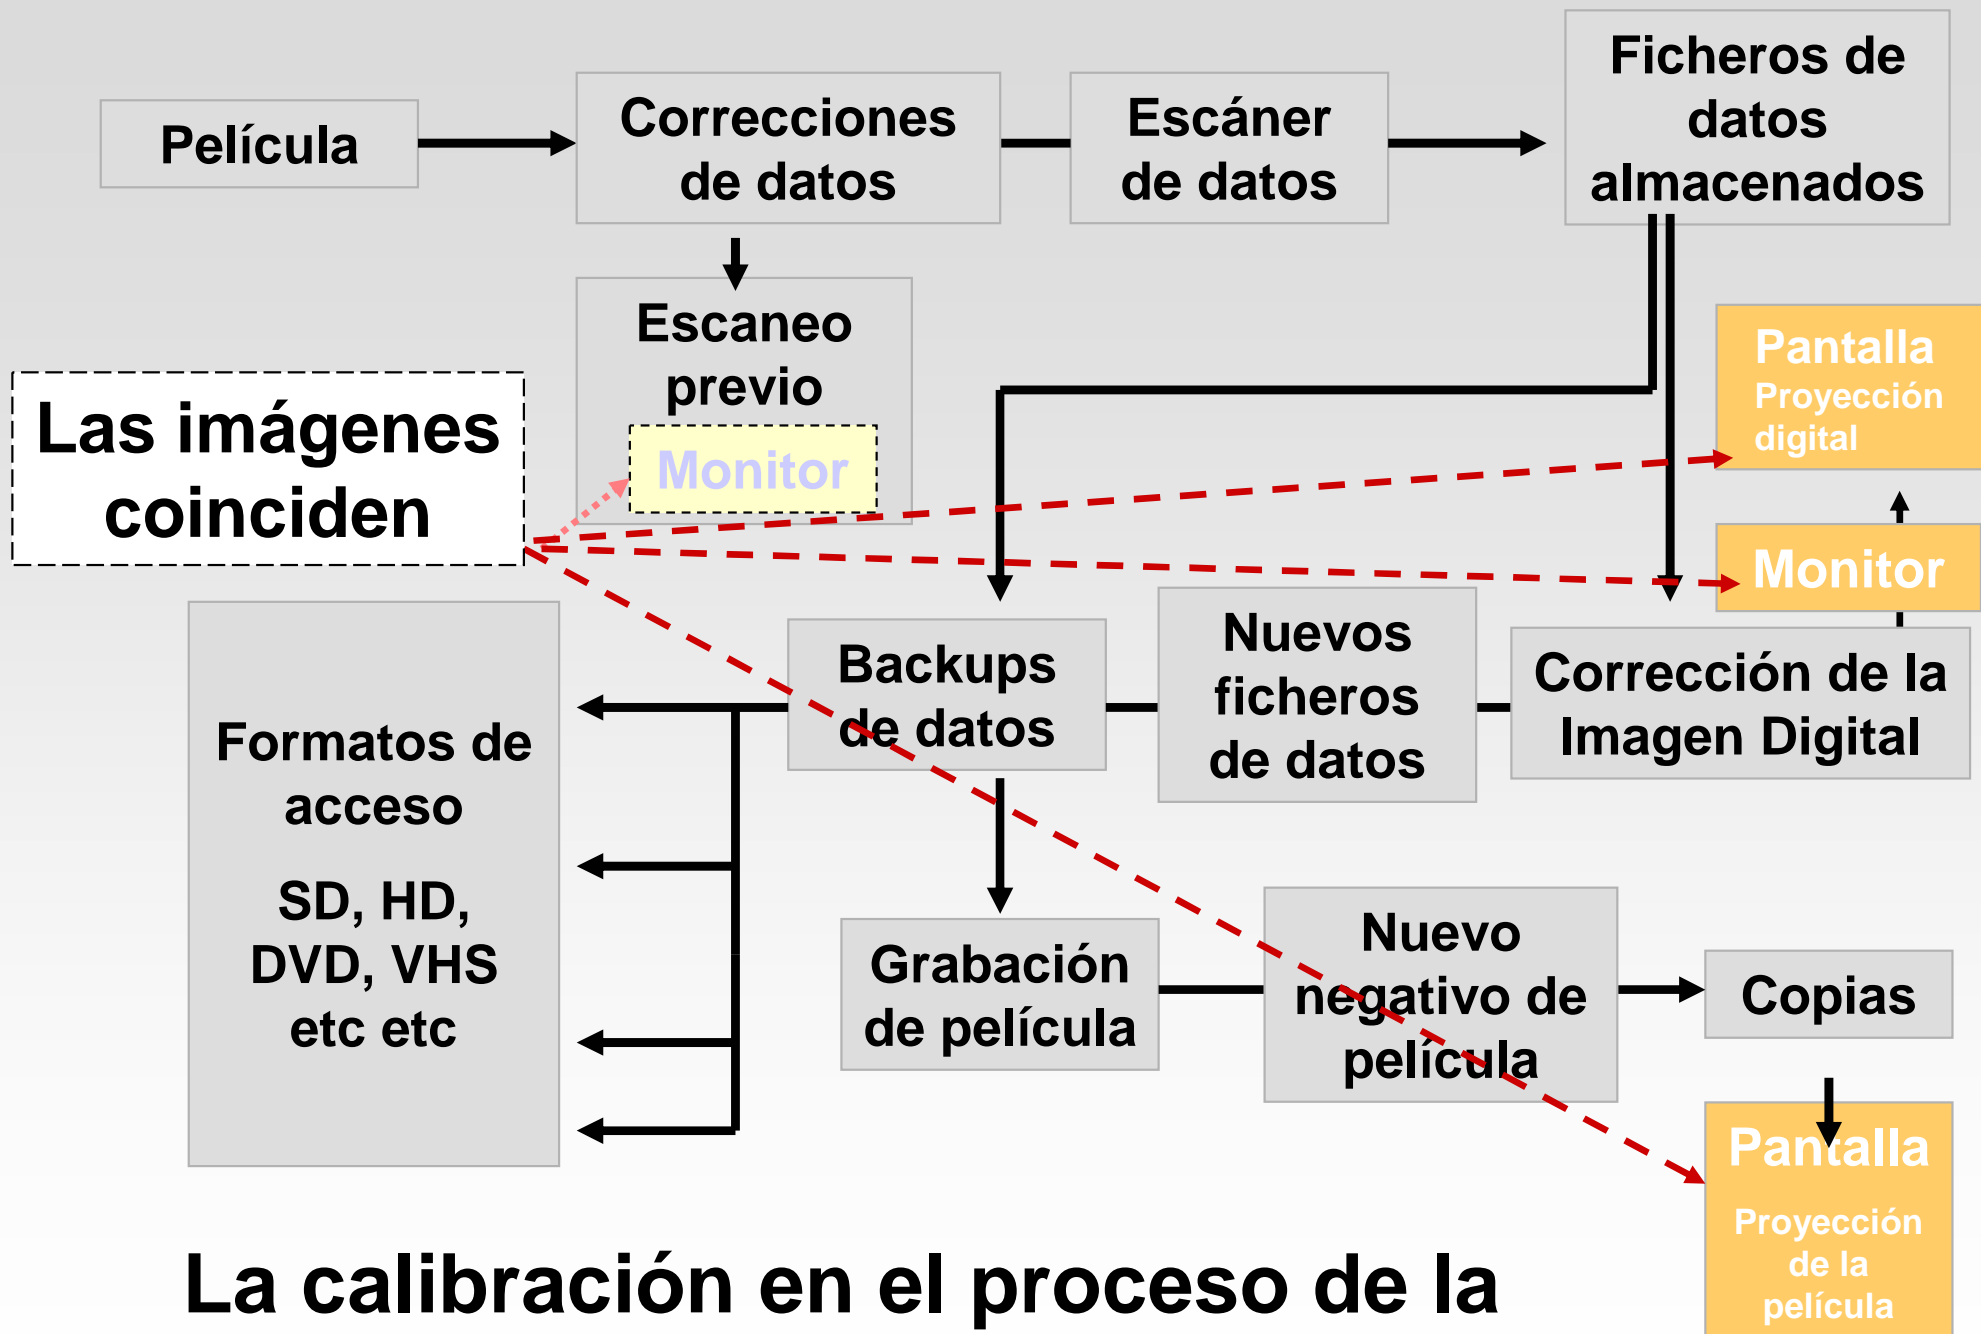 Película
Correcciones
de datos
Escáner
de datos
Ficheros de
datos
almacenados
Escaneo
previo
Monitor
Las imágenes
coinciden
Pantalla
Proyección
digital
Monitor
Formatos de
acceso
SD, HD,
DVD, VHS
etc etc
Backups
de datos
Nuevos
ficheros
de datos
Corrección de la
Imagen Digital
Grabación
de película
Nuevo
negativo de
película
Copias
Pantalla
Proyección
de la
película
La calibración en el proceso de la